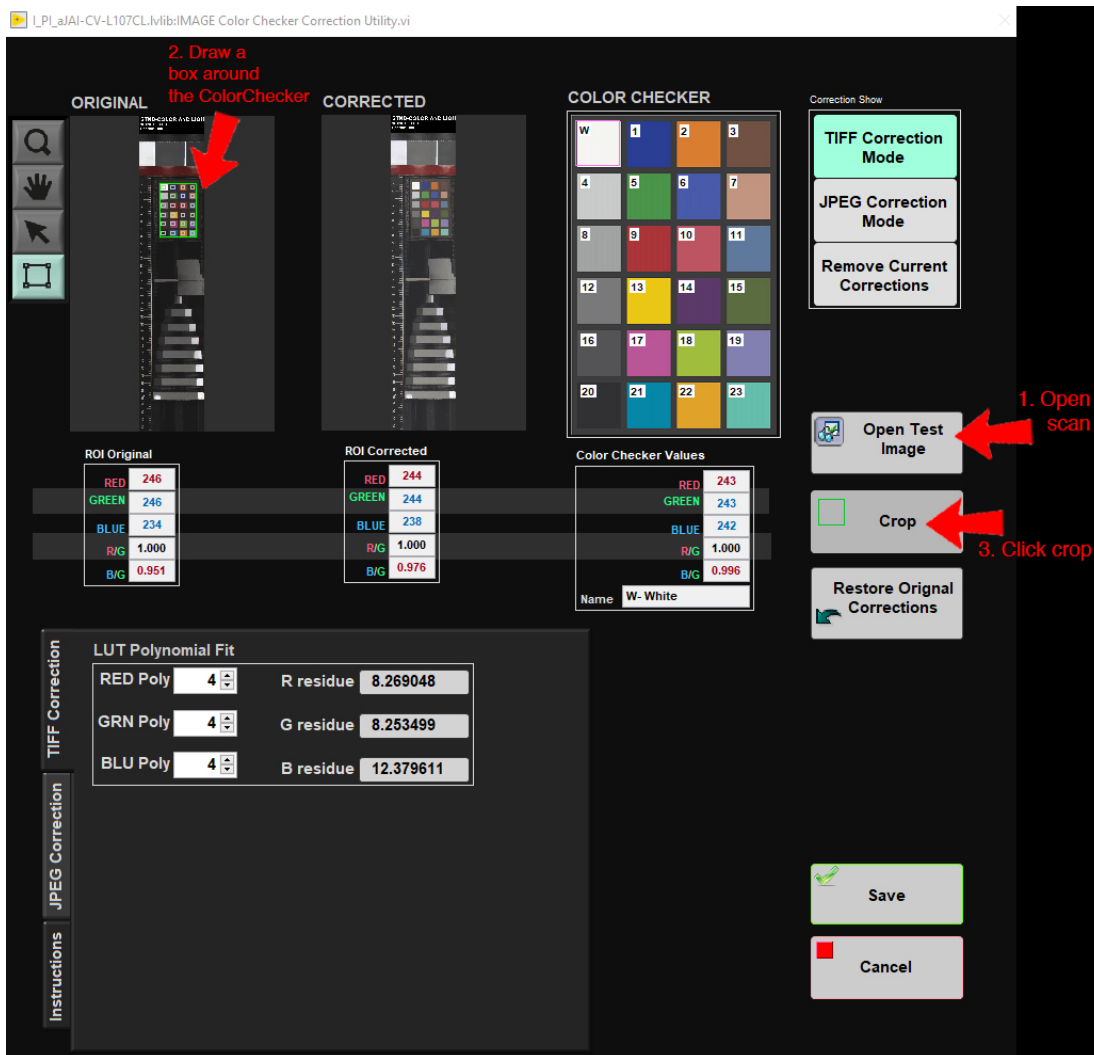 I_PI_aJAI-CV-L107CL.lvlib:IMAGE Color Checker Correction Utility.vi
2. Draw a
box around
the ColorChecker
ORIGINAL
CORRECTED
COLOR CHECKER
Correction Show
W
1
2
3
4
5
6
7
8
9
10
11
12
13
14
15
16
17
18
19
20
21
22
23
TIFF Correction
Mode
JPEG Correction
Mode
Remove Current
Corrections
1. Open
scan
Open Test
Image
Crop
3. Click crop
Restore Orignal
Corrections
ROI Original
RED 246
GREEN 246
BLUE 234
R/G 1.000
B/G 0.951
ROI Corrected
RED 244
GREEN 244
BLUE 238
R/G 1.000
B/G 0.976
Color Checker Values
RED 243
GREEN 243
BLUE 242
R/G 1.000
B/G 0.996
Name W- White
TIFF Correction
JPEG Correction
Instructions
LUT Polynomial Fit
RED Poly 4 R residue 8.269048
GRN Poly 4 G residue 8.253499
BLU Poly 4 B residue 12.379611
Save
Cancel